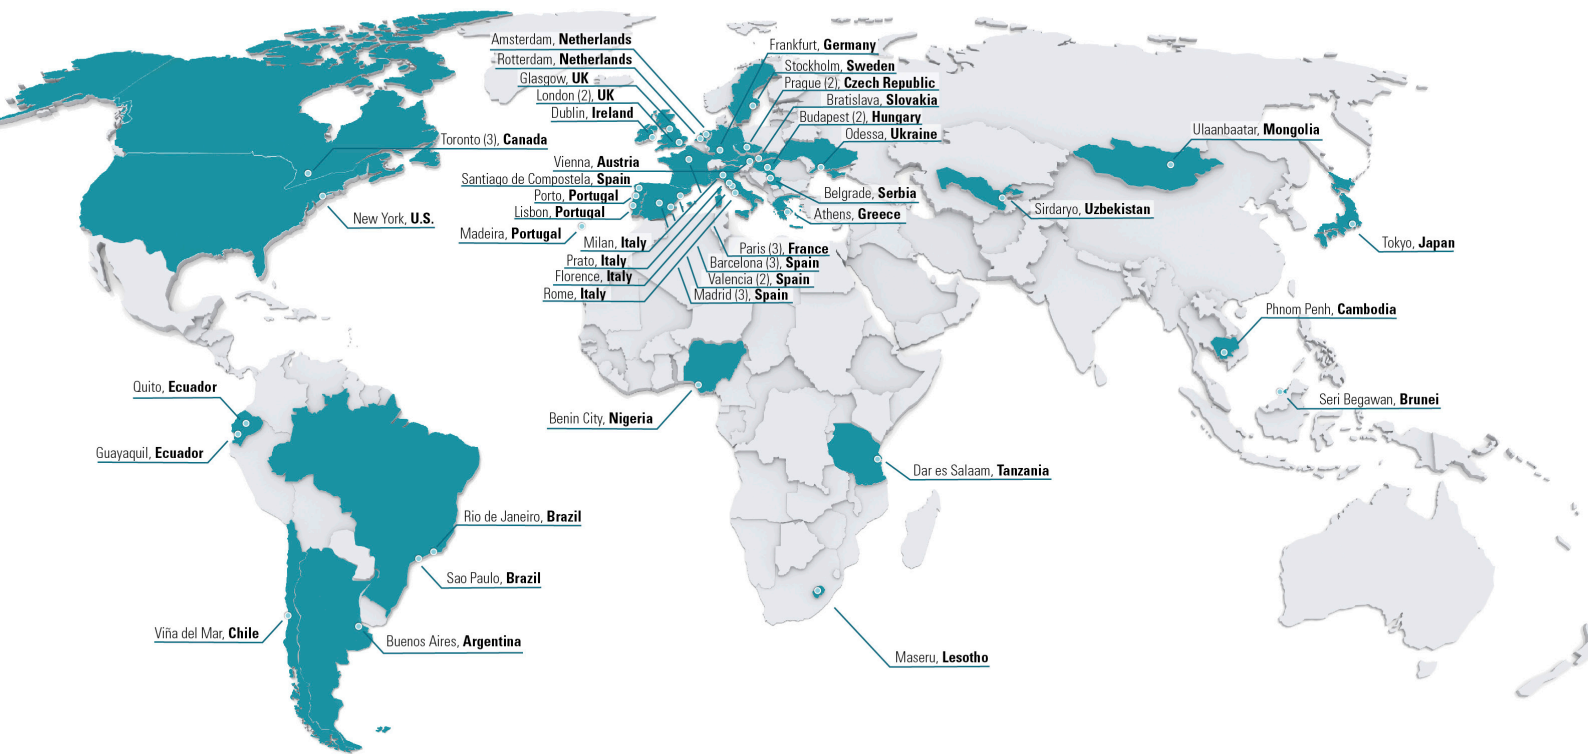 Amsterdam, Netherlands
Rotterdam, Netherlands
Glasgow, UK
London (2), UK
Dublin, Ireland
Toronto (3), Canada
Vienna, Austria
Santiago de Compostela, Spain
Porto, Portugal
Lisbon, Portugal
New York, U.S.
Madeira, Portugal
Milan, Italy
Prato, Italy
Florence, Italy
Rome, Italy
Frankfurt, Germany
Stockholm, Sweden
Praque (2), Czech Republic
Bratislava, Slovakia
Budapest (2), Hungary
Odessa, Ukraine
Belgrade, Serbia
Athens, Greece
Paris (3), France
Barcelona (3), Spain
Valencia (2), Spain
Madrid (3), Spain
Ulaanbaatar, Mongolia
Sirdaryo, Uzbekistan
Tokyo, Japan
Phnom Penh, Cambodia
Seri Begawan, Brunei
Quito, Ecuador
Guayaquil, Ecuador
Benin City, Nigeria
Dar es Salaam, Tanzania
Rio de Janeiro, Brazil
Sao Paulo, Brazil
Viña del Mar, Chile
Buenos Aires, Argentina
Maseru, Lesotho